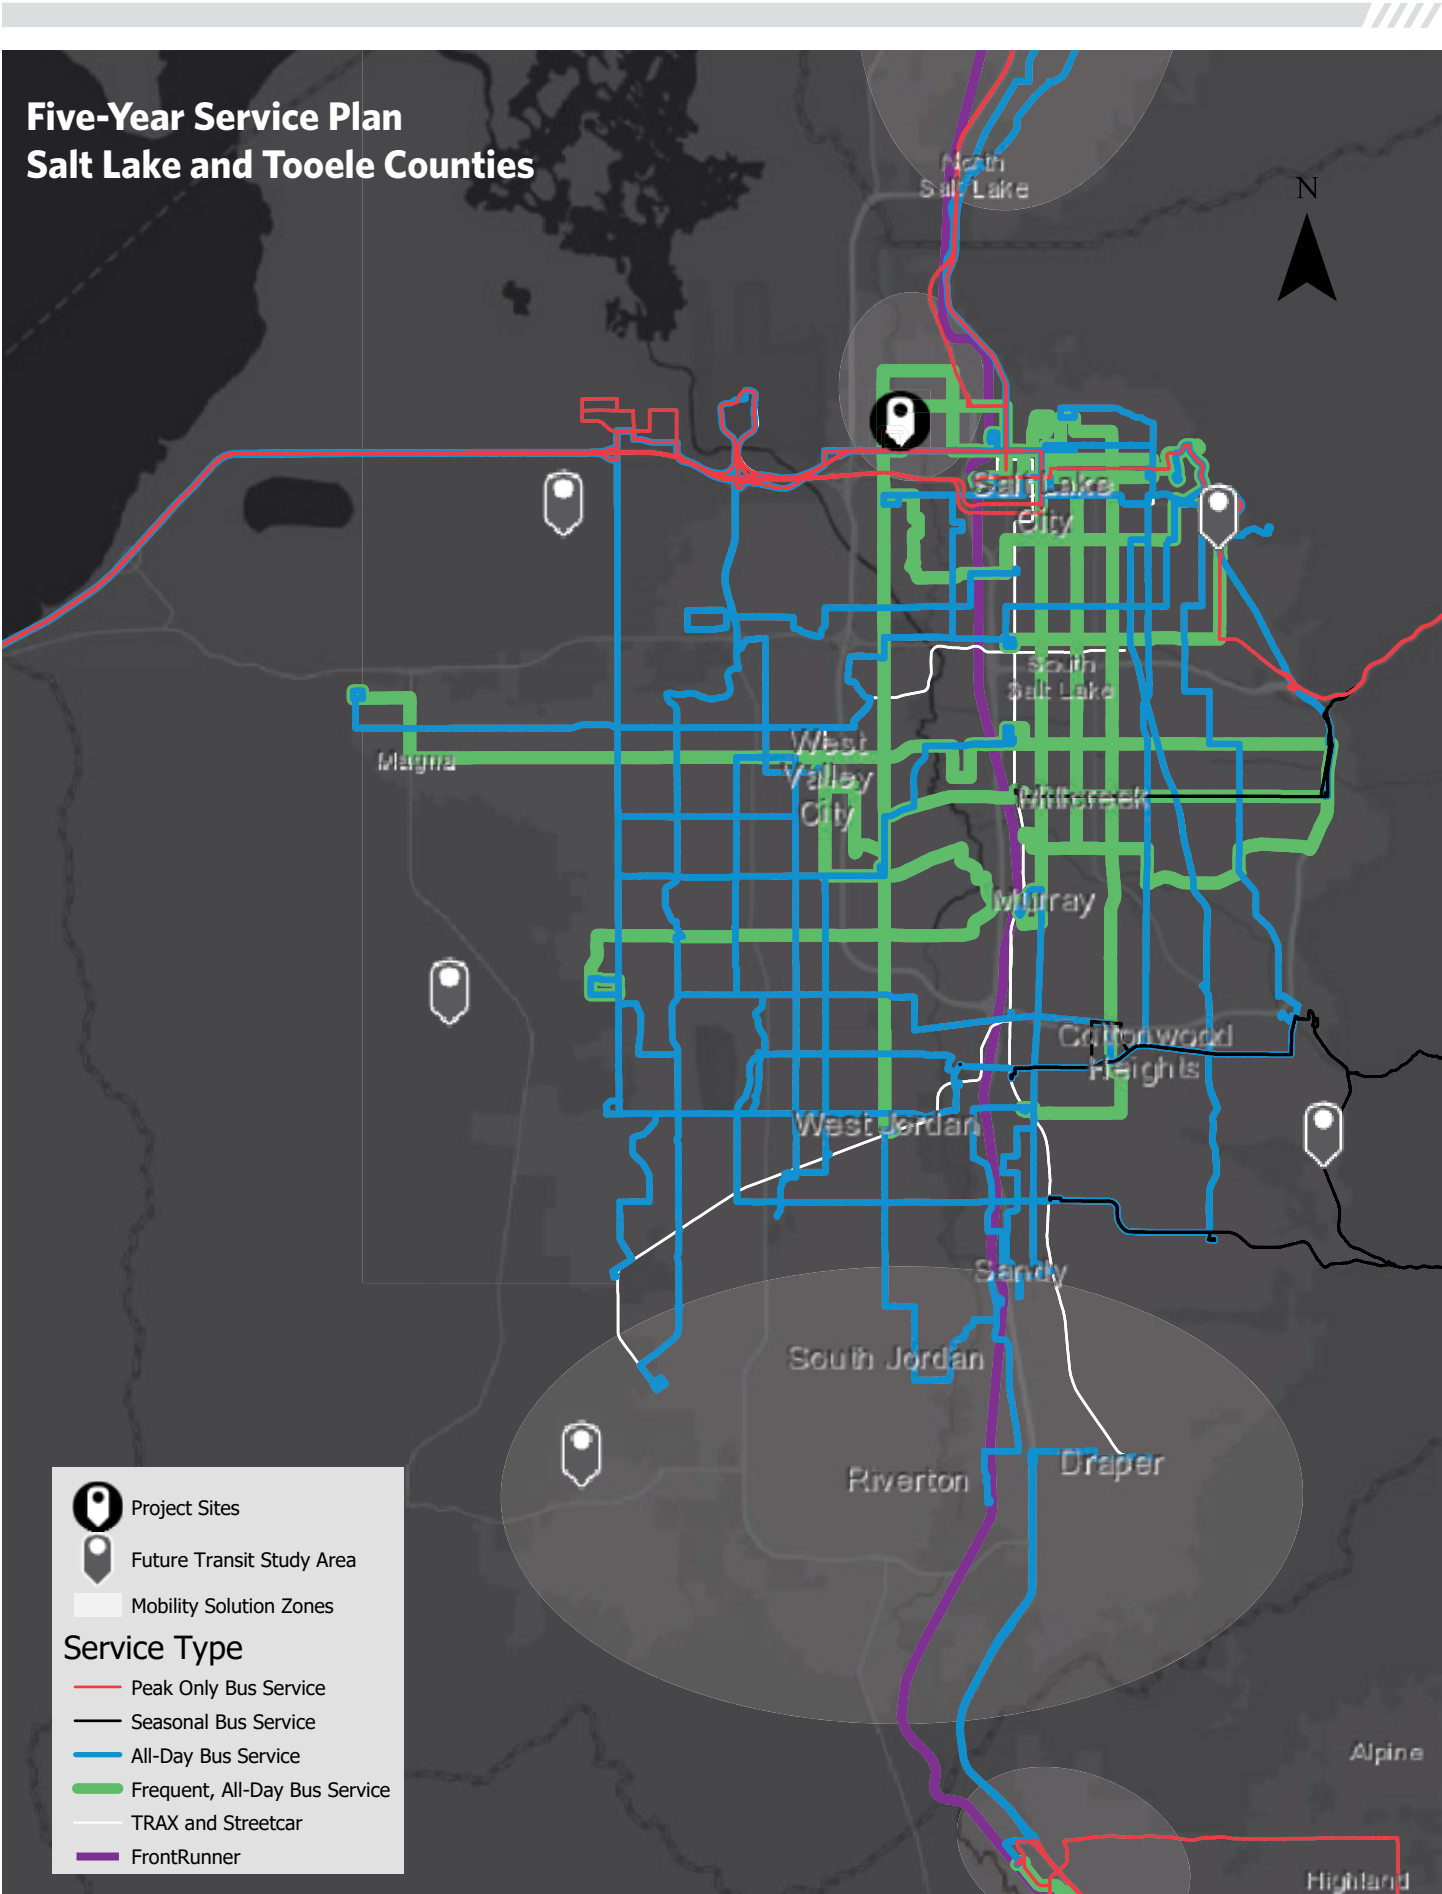 Five-Year Service Plan
Salt Lake and Tooele Counties
North
Salt Lake
N
Salt Lake
City
South
Salt Lake
West
Valley
City
Magna
Millcreek
Murray
Cottonwood
Heights
West Jordan
Sandy
South Jordan
Riverton
Draper
Project Sites
Future Transit Study Area
Mobility Solution Zones
Service Type
Peak Only Bus Service
Seasonal Bus Service
All-Day Bus Service
Frequent, All-Day Bus Service
TRAX and Streetcar
FrontRunner
Alpine
Highland